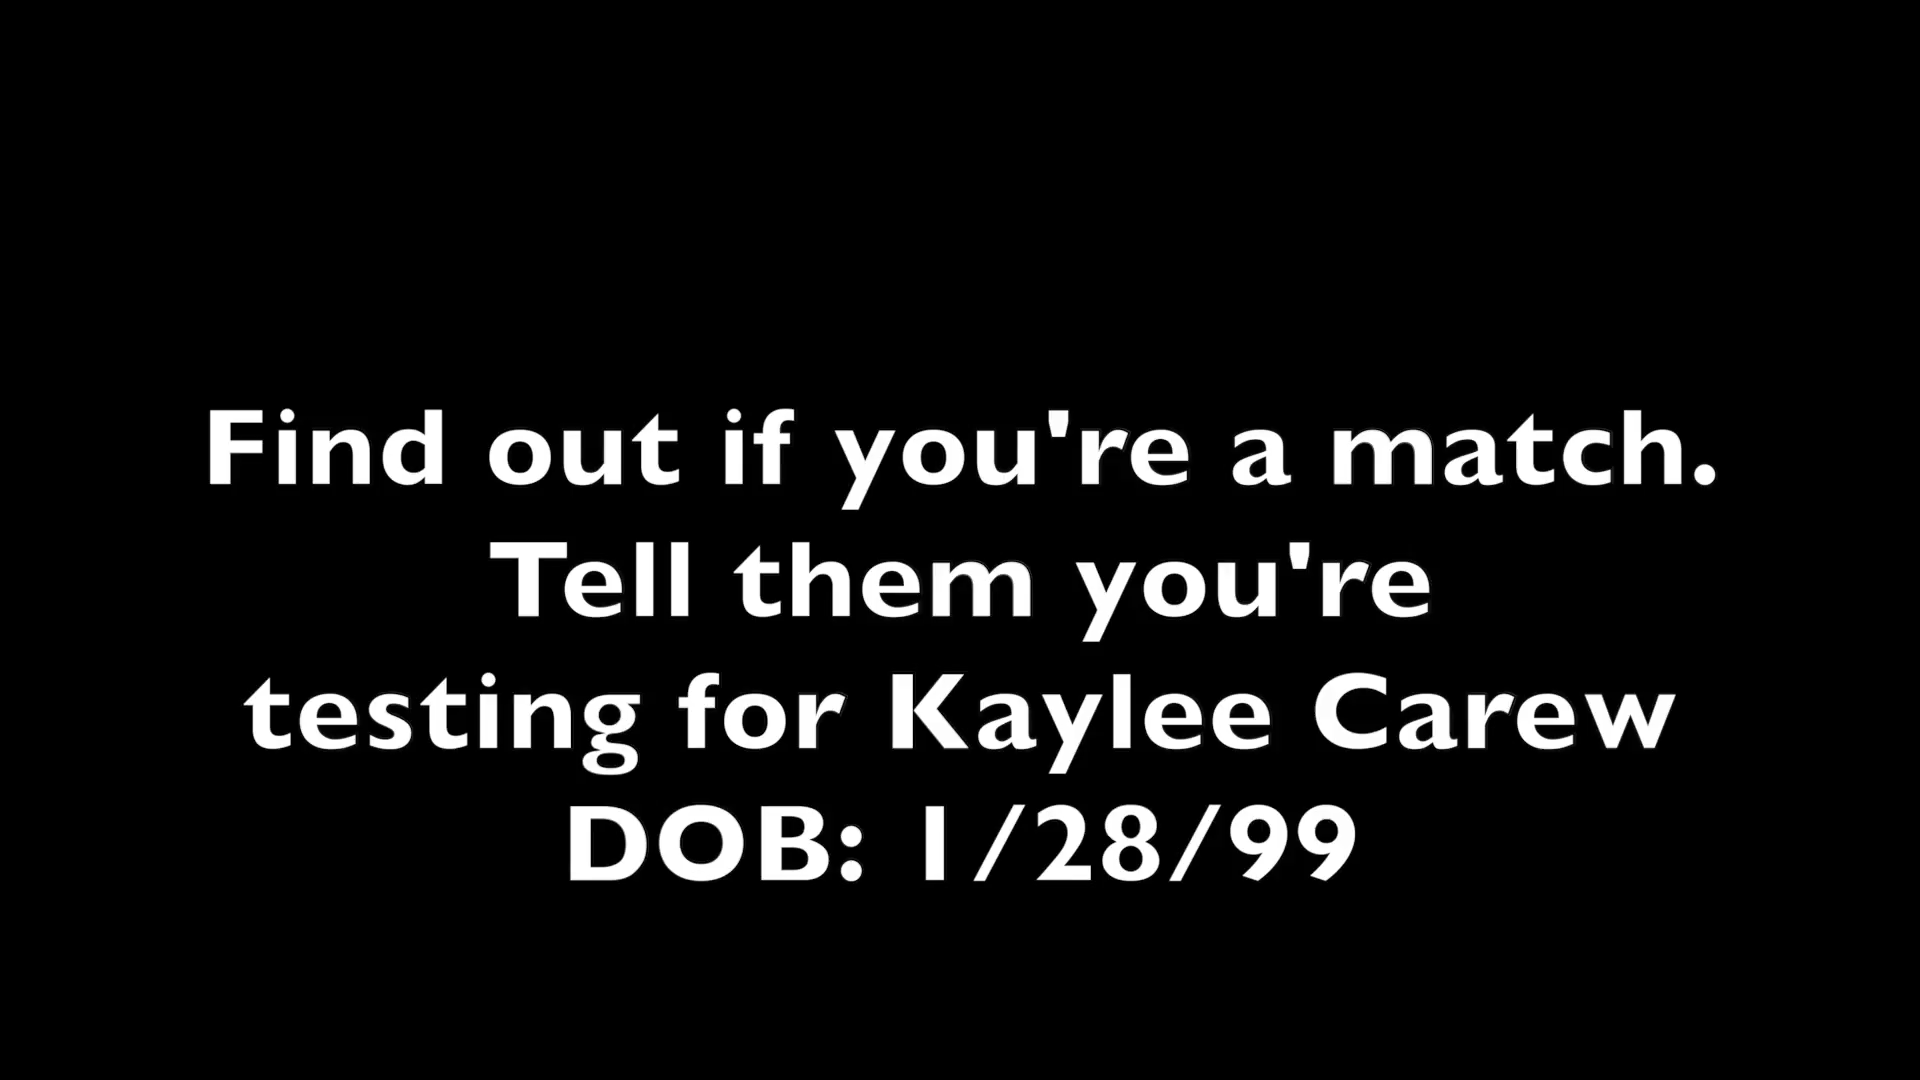 Find out if you're a match.
Tell them you're
testing for Kaylee Carew
DOB: 1/28/99